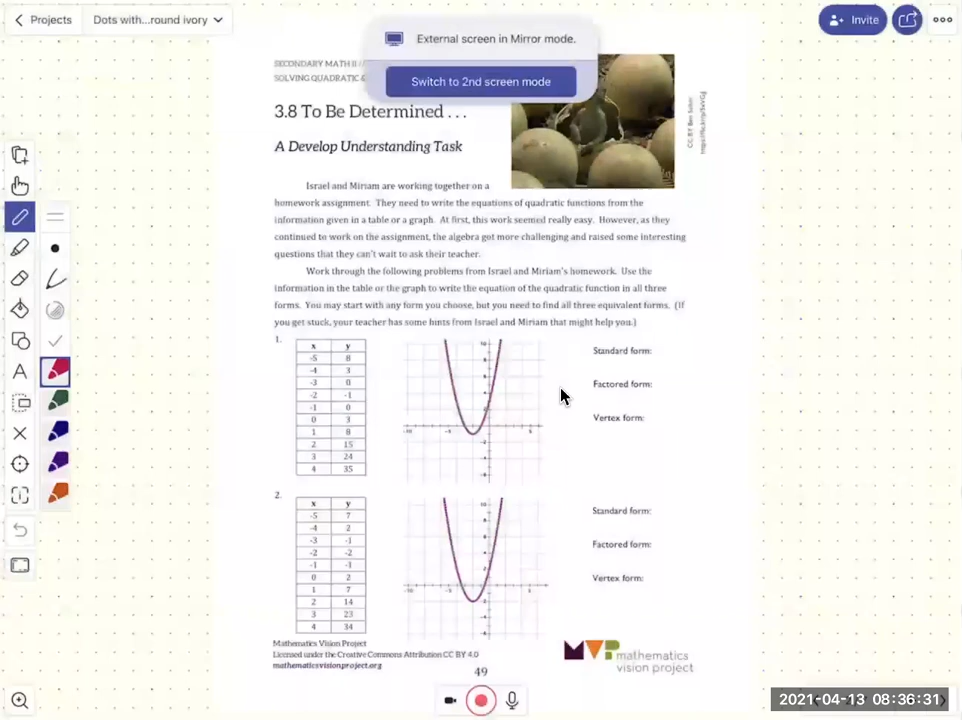 Projects
Dots with...round ivory
External screen in Mirror mode.
Switch to 2nd screen mode
Invite
SECONDARY MATH II /
SOLVING QUADRATIC &
3.8 To Be Determined . . .
A Develop Understanding Task
CC BY
Israel and Miriam are working together on a
homework assignment. They need to write the equations of quadratic functions from the
information given in a table or a graph. At first, this work seemed really easy. However, as they
continued to work on the assignment, the algebra got more challenging and raised some interesting
questions that they can't wait to ask their teacher.
Work through the following problems from Israel and Miriam's homework. Use the
information in the table or the graph to write the equation of the quadratic function in all three
forms. You may start with any form you choose, but you need to find all three equivalent forms. (If
you get stuck, your teacher has some hints from Israel and Miriam that might help you.)
1.
x y
-5 8
-4 3
-3 0
-2 -1
-1 0
0 3
1 8
2 15
3 24
4 35
Standard form:
Factored form:
Vertex form:
2.
x y
-5 7
-4 2
-3 -1
-2 -2
-1 -1
0 2
1 7
2 14
3 23
4 34
Standard form:
Factored form:
Vertex form:
Mathematics Vision Project
Licensed under the Creative Commons Attribution CC BY 4.0
mathematicsvisionproject.org
49
MVP mathematics
vision project
2021-04-13 08:36:31